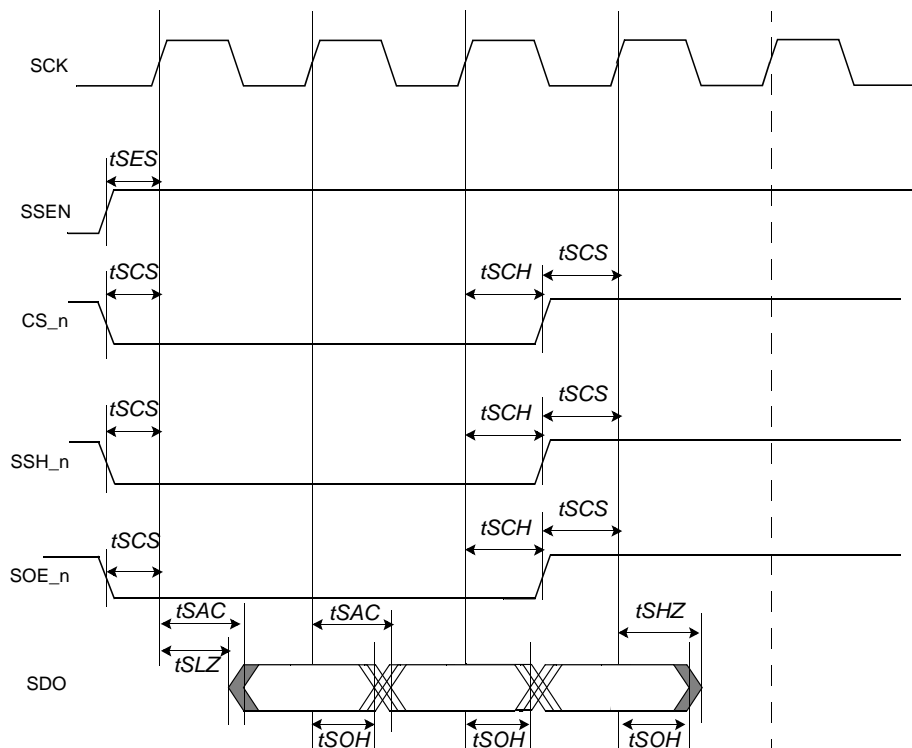 SCK
tSES
SSEN
tSCS
tSCH
tSCS
CS_n
tSCS
tSCH
tSCS
SSH_n
tSCS
tSCH
tSCS
SOE_n
tSAC
tSAC
tSHZ
tSLZ
SDO
tSOH
tSOH
tSOH